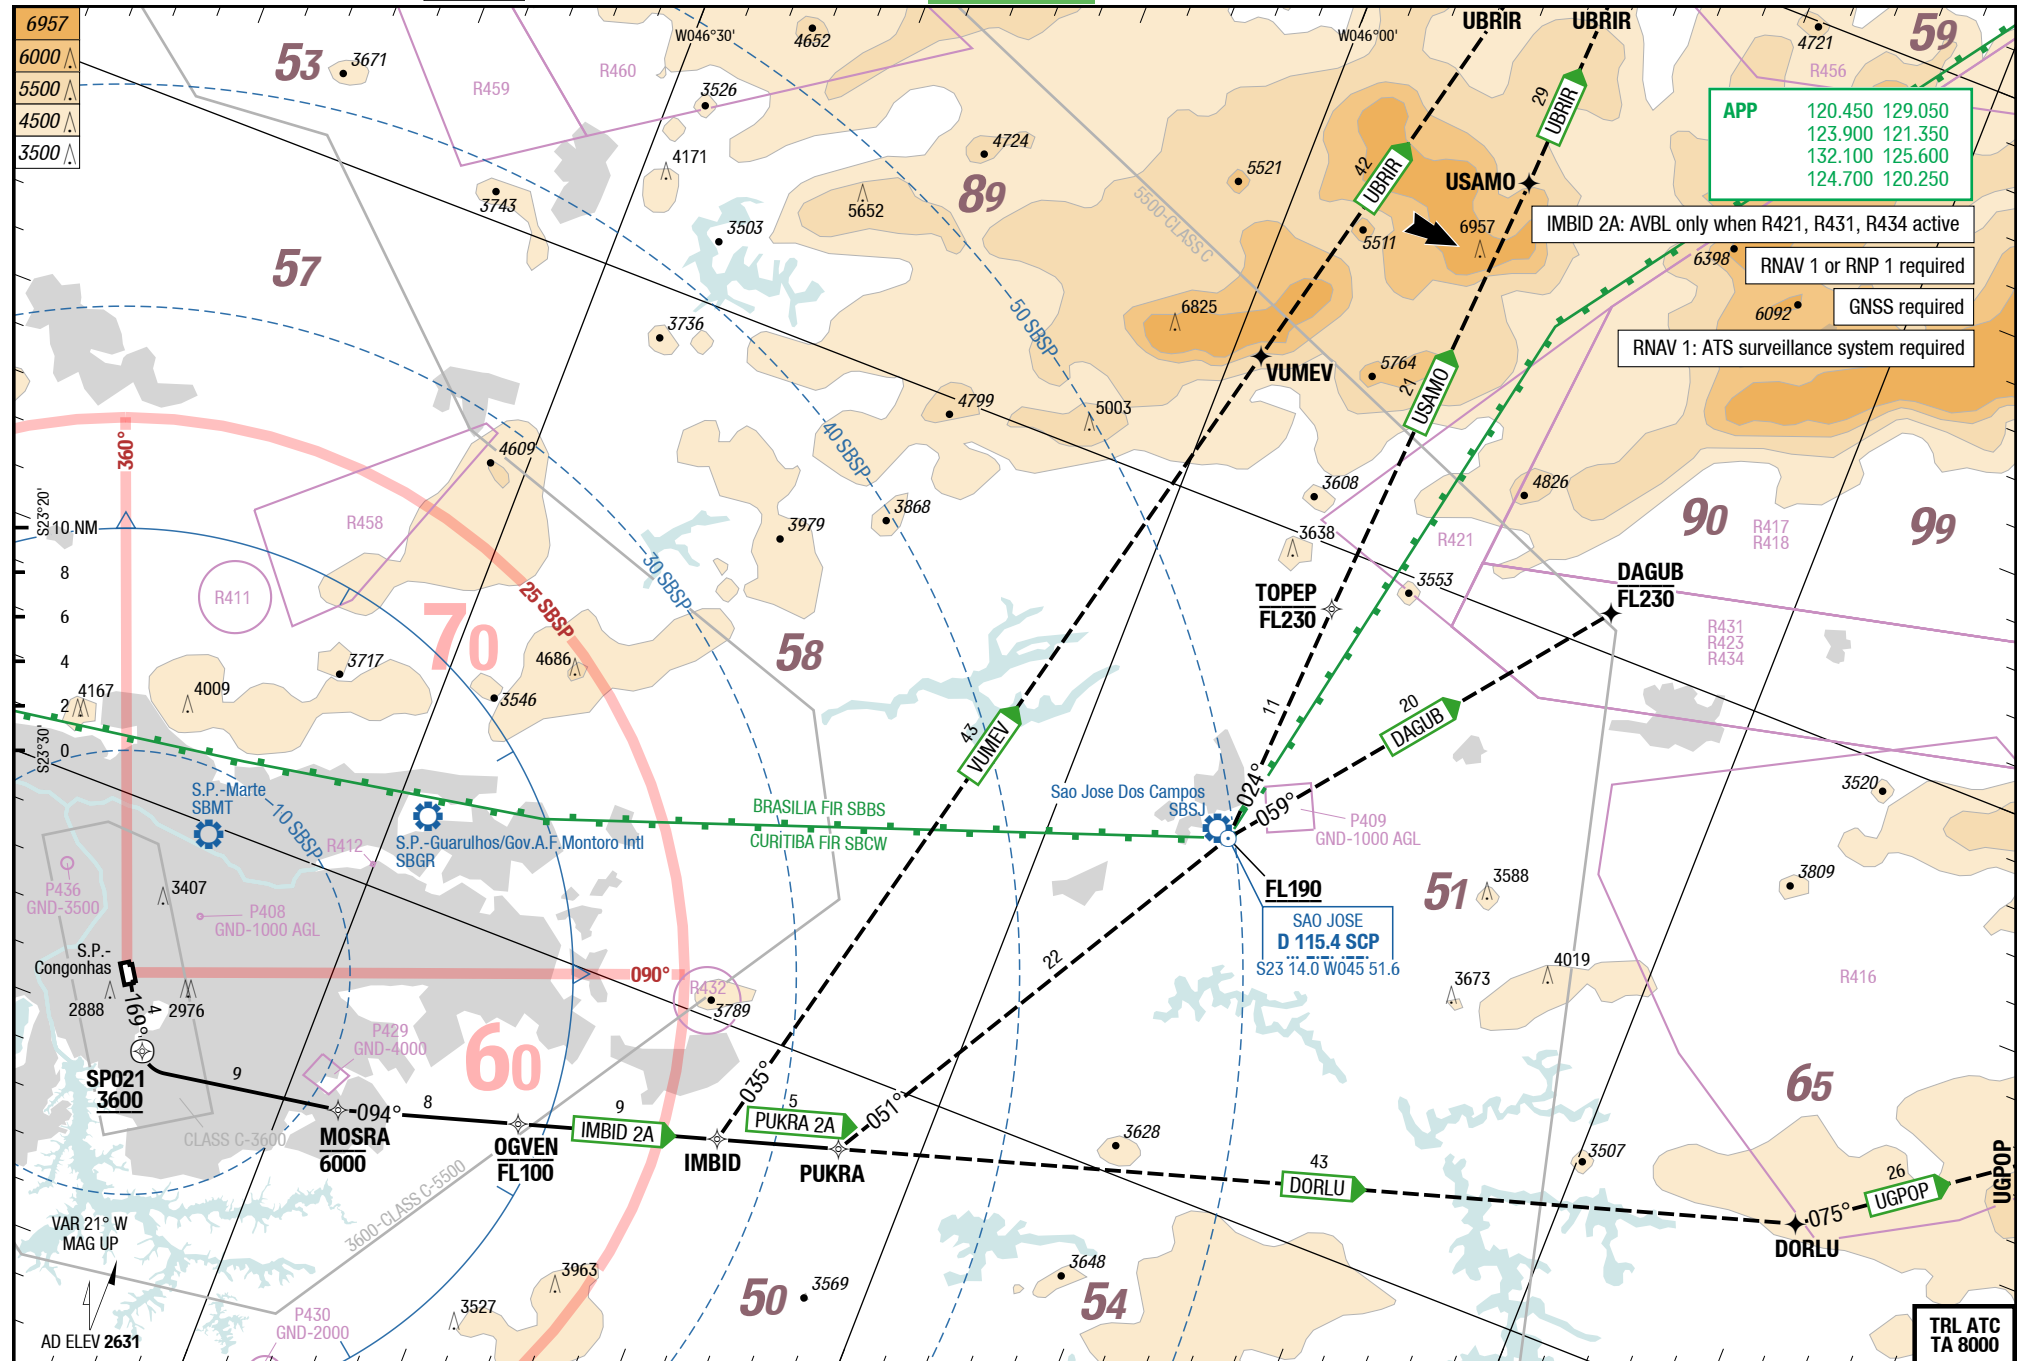 6957
6000
5500
4500
3500
53
3671
R459
R460
W046°30'
4652
3526
4171
3743
4724
89
5652
3503
57
3736
5521
5500-CLASS C
W046°00'
UBRIR
UBRIR
4721
59
R456
29
UBRIR
42
UBRIR
USAMO
6957
5511
APP
120.450 129.050
123.900 121.350
132.100 125.600
124.700 120.250
IMBID 2A: AVBL only when R421, R431, R434 active
6398
RNAV 1 or RNP 1 required
6092
GNSS required
RNAV 1: ATS surveillance system required
50 SBSP
6825
VUMEV
5764
21
USAMO
4799
5003
40 SBSP
360°
4609
3608
4826
S23°20'
10 NM
8
6
4
2
0
S23°30'
R458
R411
3979
3868
3638
R421
90
R417
R418
99
30 SBSP
25 SBSP
70
3553
TOPEP
FL230
DAGUB
FL230
R431
R423
R434
3717
4686
3546
58
4167
4009
43
VUMEV
11
20
DAGUB
S.P.-Marte
SBMT
10 SBSP
S.P.-Guarulhos/Gov.A.F.Montoro Intl
SBGR
R412
BRASILIA FIR SBBS
CURITIBA FIR SBCW
Sao Jose Dos Campos
SBSJ
024°
059°
P409
GND-1000 AGL
3520
P436
GND-3500
3407
P408
GND-1000 AGL
FL190
SAO JOSE
D 115.4 SCP
S23 14.0 W045 51.6
51
3588
3809
S.P.-
Congonhas
2888
2976
169°
4
090°
R432
3789
22
3673
4019
R416
P429
GND-4000
60
SP021
3600
9
MOSRA
6000
094°
8
OGVEN
FL100
9
IMBID 2A
IMBID
035°
5
PUKRA 2A
PUKRA
051°
CLASS C-3600
3600-CLASS C-5500
65
3628
3507
43
DORLU
DORLU
075°
26
UGPOP
UGPOP
VAR 21° W
MAG UP
AD ELEV 2631
P430
GND-2000
3963
3527
50
3569
3648
54
TRL ATC
TA 8000